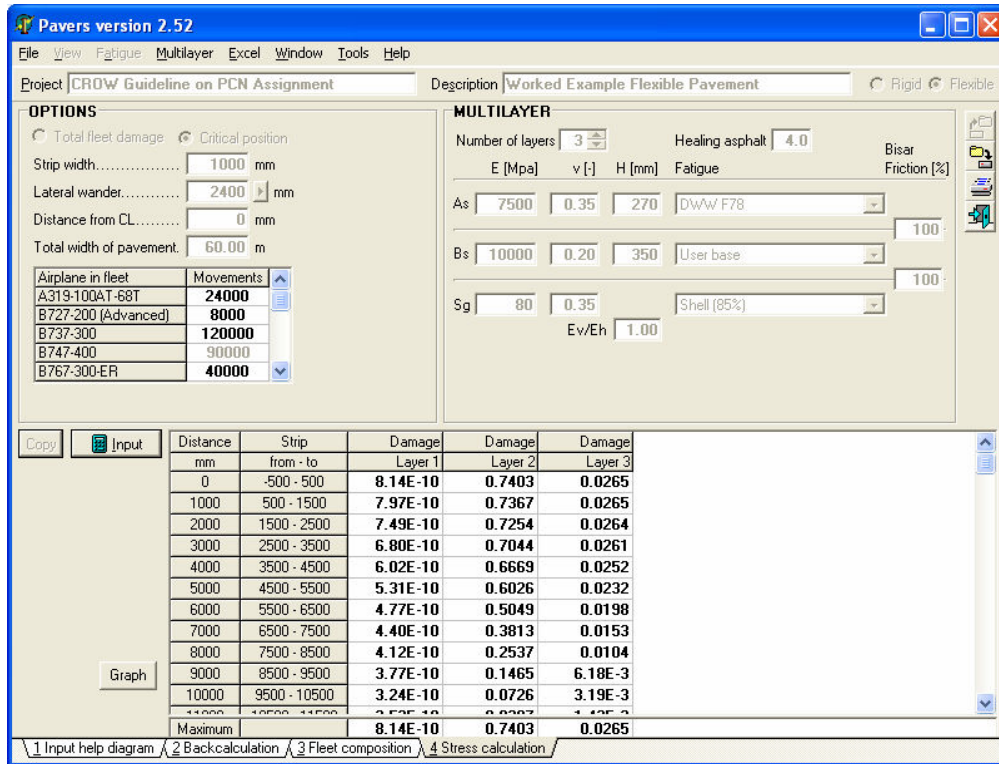 Pavers version 2.52
File View Fatigue Multilayer Excel Window Tools Help
Project CROW Guideline on PCN Assignment Description Worked Example Flexible Pavement Rigid Flexible
OPTIONS
Total fleet damage Critical position
Strip width................. 1000 mm
Lateral wander............ 2400 mm
Distance from CL......... 0 mm
Total width of pavement. 60.00 m
Airplane in fleet Movements
A319-100AT-68T 24000
B727-200 (Advanced) 8000
B737-300 120000
B747-400 90000
B767-300-ER 40000
MULTILAYER
Number of layers 3 Healing asphalt 4.0
Bisar
Friction [%]
E [Mpa] v [-] H [mm] Fatigue
As 7500 0.35 270 DWW F78
100
Bs 10000 0.20 350 User base
100
Sg 80 0.35 Shell (85%)
Ev/Eh 1.00
Copy Input
Distance Strip Damage Damage Damage
mm from - to Layer 1 Layer 2 Layer 3
0 -500 - 500 8.14E-10 0.7403 0.0265
1000 500 - 1500 7.97E-10 0.7367 0.0265
2000 1500 - 2500 7.49E-10 0.7254 0.0264
3000 2500 - 3500 6.80E-10 0.7044 0.0261
4000 3500 - 4500 6.02E-10 0.6669 0.0252
5000 4500 - 5500 5.31E-10 0.6026 0.0232
6000 5500 - 6500 4.77E-10 0.5049 0.0198
7000 6500 - 7500 4.40E-10 0.3813 0.0153
8000 7500 - 8500 4.12E-10 0.2537 0.0104
Graph
9000 8500 - 9500 3.77E-10 0.1465 6.18E-3
10000 9500 - 10500 3.24E-10 0.0726 3.19E-3
Maximum 8.14E-10 0.7403 0.0265
1 Input help diagram 2 Backcalculation 3 Fleet composition 4 Stress calculation